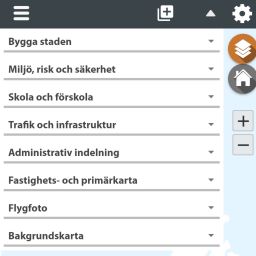 Bygga staden
Miljö, risk och säkerhet
Skola och förskola
Trafik och infrastruktur
Administrativ indelning
Fastighets- och primärkarta
Flygfoto
Bakgrundskarta